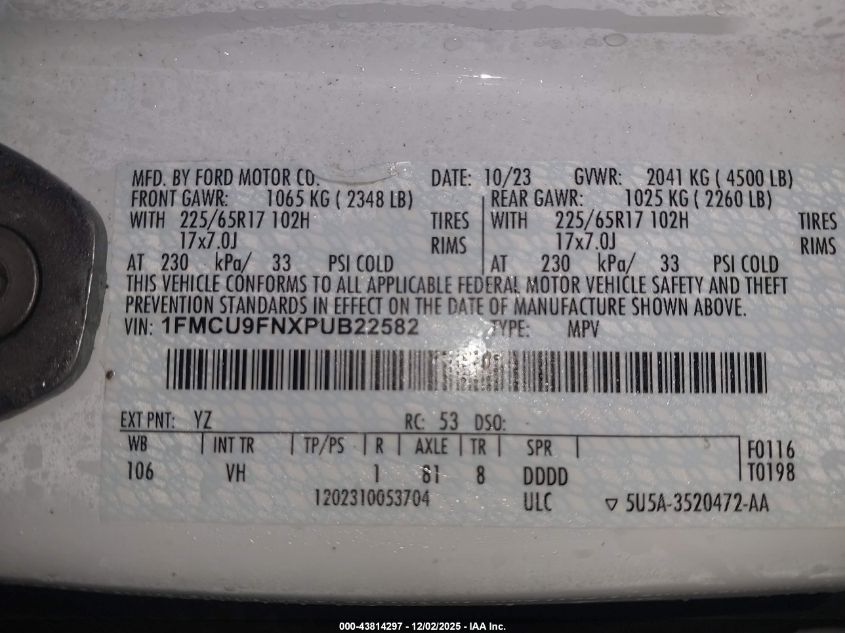 MFD. BY FORD MOTOR CO. DATE: 10/23 GVWR: 2041 KG ( 4500 LB)
FRONT GAWR: 1065 KG ( 2348 LB) REAR GAWR: 1025 KG ( 2260 LB)
WITH 225/65R17 102H TIRES WITH 225/65R17 102H TIRES
17x7.0J RIMS 17x7.0J RIMS
AT 230 kPa/ 33 PSI COLD AT 230 kPa/ 33 PSI COLD
THIS VEHICLE CONFORMS TO ALL APPLICABLE FEDERAL MOTOR VEHICLE SAFETY AND THEFT
PREVENTION STANDARDS IN EFFECT ON THE DATE OF MANUFACTURE SHOWN ABOVE.
VIN: 1FMCU9FNXPUB22582 TYPE: MPV
EXT PNT: YZ RC: 53 DSO:
WB INT TR TP/PS R AXLE TR SPR F0116
106 VH 1 81 8 DDDD T0198
1202310053704 ULC ▽ 5U5A-3520472-AA
000-43814297 - 12/02/2025 - IAA Inc.